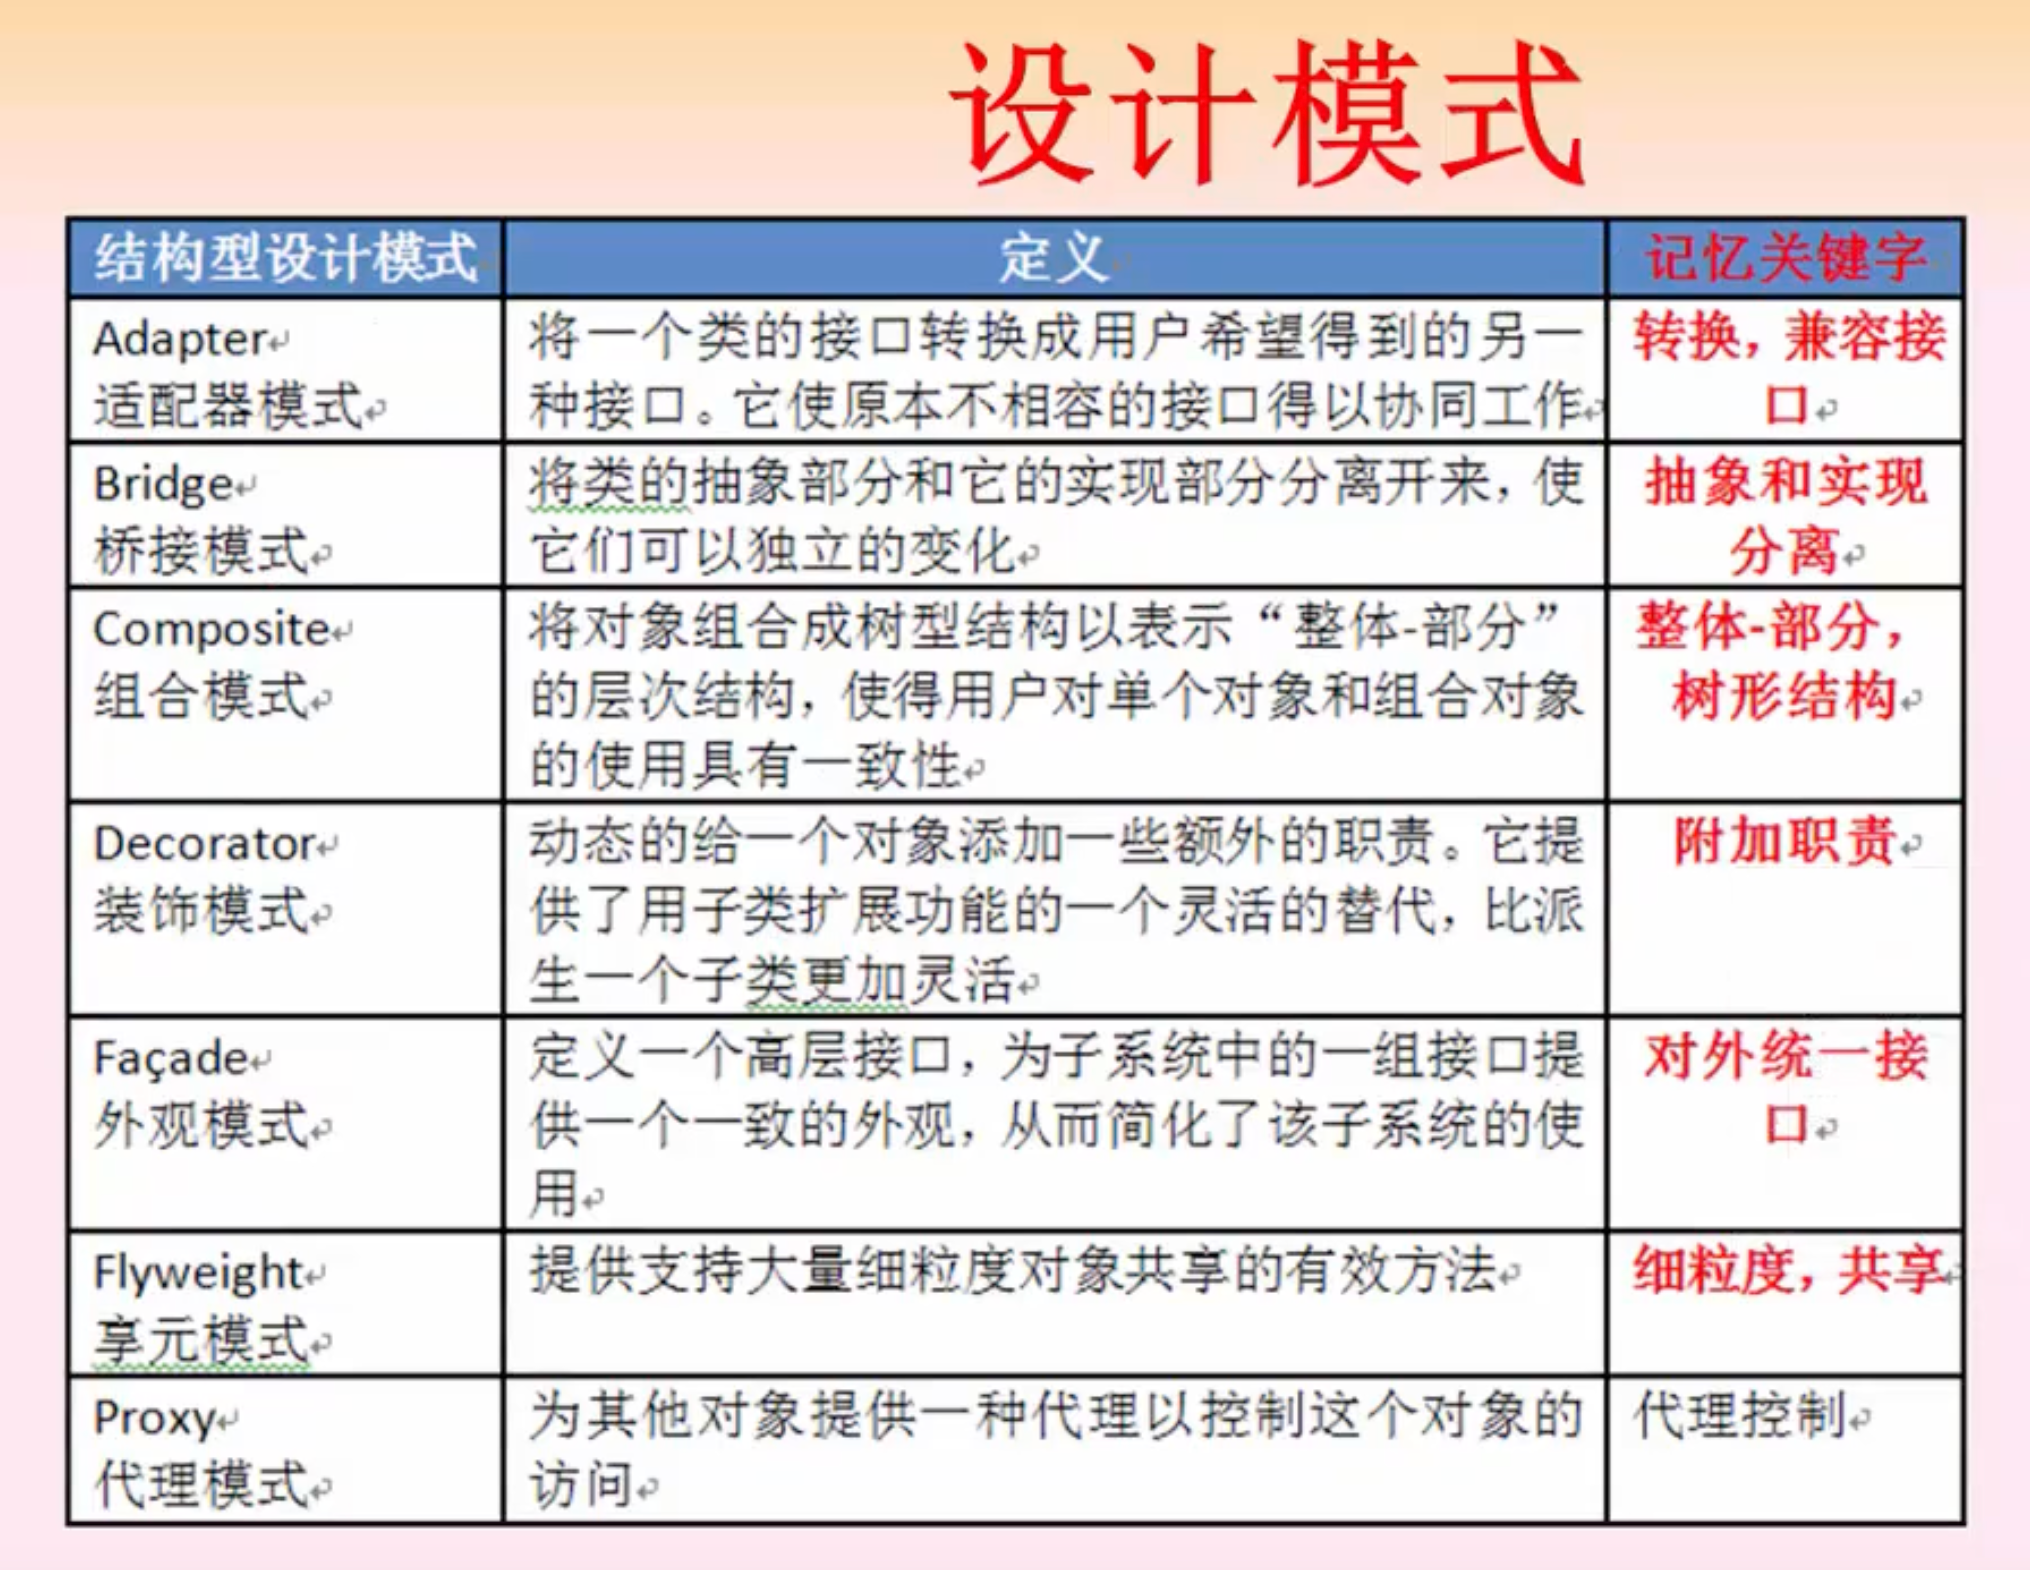 设计模式
结构型设计模式 定义 记忆关键字
Adapter
适配器模式
将一个类的接口转换成用户希望得到的另一
种接口。它使原本不相容的接口得以协同工作
转换，兼容接
口
Bridge
桥接模式
将类的抽象部分和它的实现部分分离开来，使
它们可以独立的变化
抽象和实现
分离
Composite
组合模式
将对象组合成树型结构以表示“整体-部分”
的层次结构，使得用户对单个对象和组合对象
的使用具有一致性
整体-部分，
树形结构
Decorator
装饰模式
动态的给一个对象添加一些额外的职责。它提
供了用子类扩展功能的一个灵活的替代，比派
生一个子类更加灵活
附加职责
Façade
外观模式
定义一个高层接口，为子系统中的一组接口提
供一个一致的外观，从而简化了该子系统的使
用
对外统一接
口
Flyweight
享元模式
提供支持大量细粒度对象共享的有效方法
细粒度，共享
Proxy
代理模式
为其他对象提供一种代理以控制这个对象的
访问
代理控制